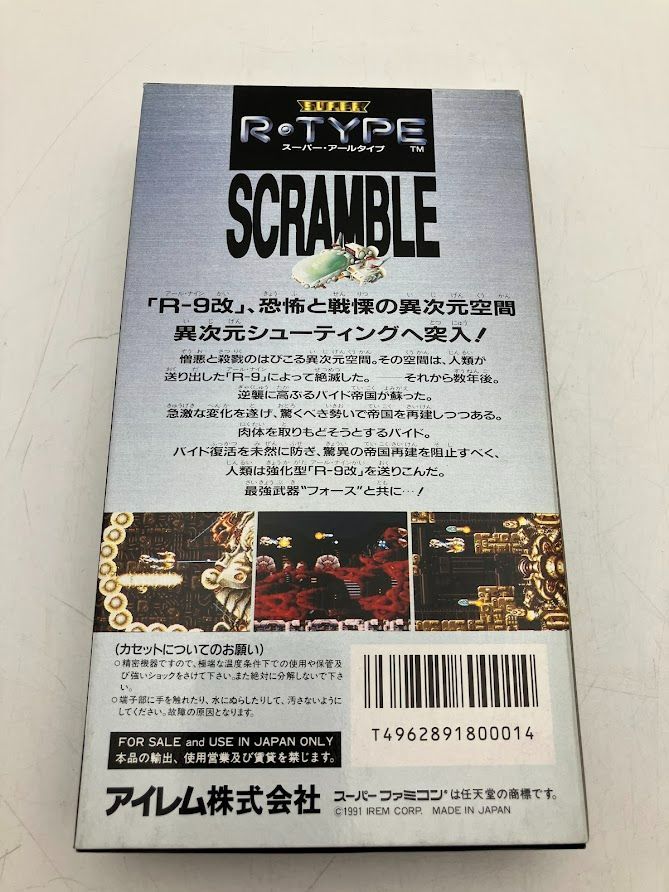 SUPER
R·TYPE
スーパー・アールタイプ ™
SCRAMBLE
「R-9改」、恐怖と戦慄の異次元空間
異次元シューティングへ突入!
憎悪と殺戮のはびこる異次元空間。その空間は、人類が
送り出した「R-9」によって絶滅した。 それから数年後。
逆襲に高ぶるバイド帝国が蘇った。
急激な変化を遂げ、驚くべき勢いで帝国を再建しつつある。
肉体を取りもどそうとするバイド。
バイド復活を未然に防ぎ、驚異の帝国再建を阻止すべく、
人類は強化型「R-9改」を送りこんだ。
最強武器"フォース"と共に…!
(カセットについてのお願い)
○精密機器ですので、極端な温度条件下での使用や保管及
び強いショックをさけて下さい。また絶対に分解しないで下さ
い。
○端子部に手を触れたり、水にぬらしたりして、汚さないように
してください。故障の原因となります。
T4962891800014
FOR SALE and USE IN JAPAN ONLY
本品の輸出、使用営業及び賃貸を禁じます。
アイレム株式会社
スーパーファミコン®は任天堂の商標です。
©1991 IREM CORP. MADE IN JAPAN